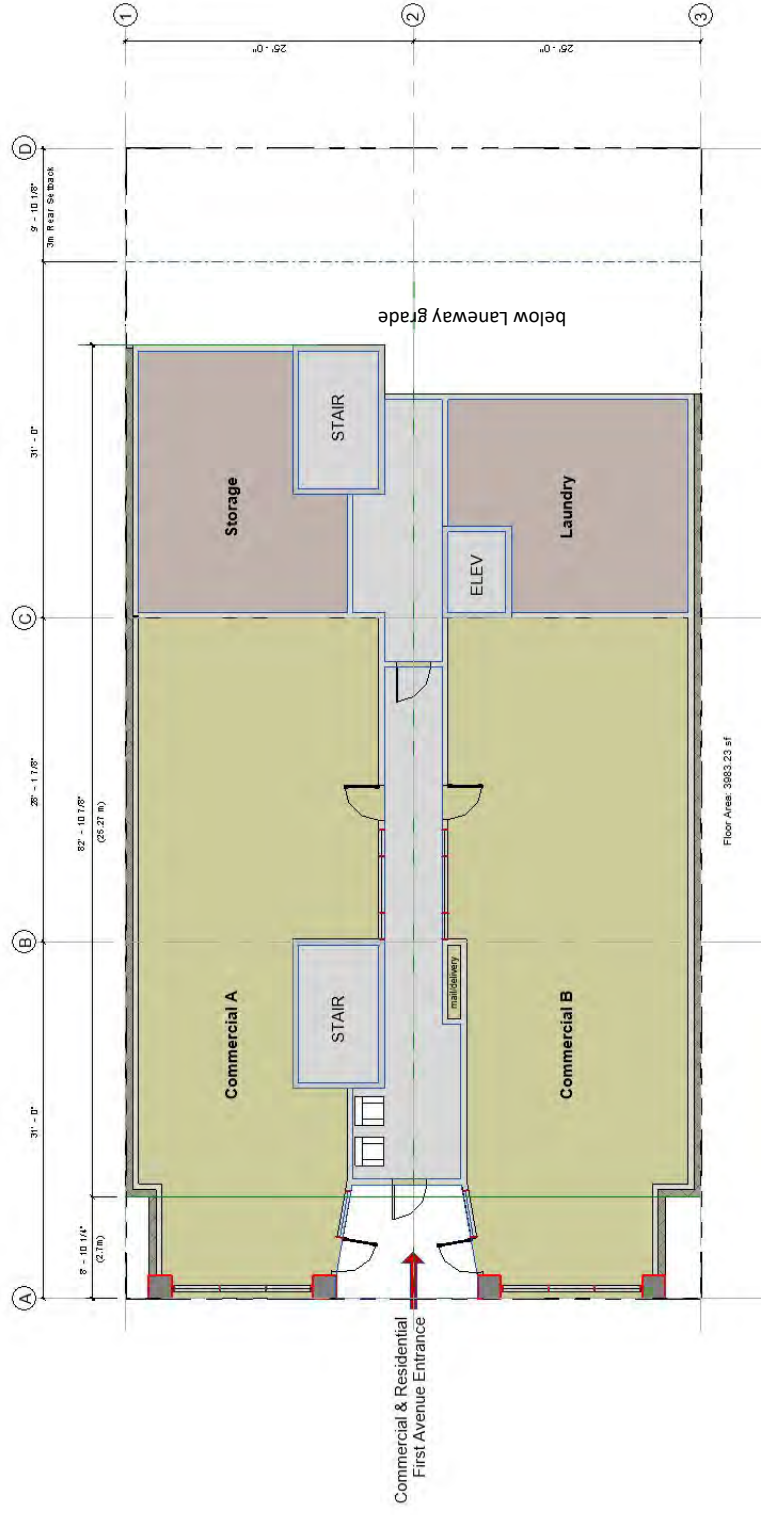 D
9' - 10 1/8"
3m Rear Setback
1
25' - 0"
2
25' - 0"
3
31' - 0"
below Laneway grade
C
28' - 1 7/8"
82' - 10 7/8"
(25.27 m)
B
31' - 0"
8' - 10 1/4"
(2.7m)
A
Storage
STAIR
ELEV
Laundry
Commercial A
STAIR
mail/delivery
Commercial B
Commercial & Residential
First Avenue Entrance
Floor Area: 3983.23 sf